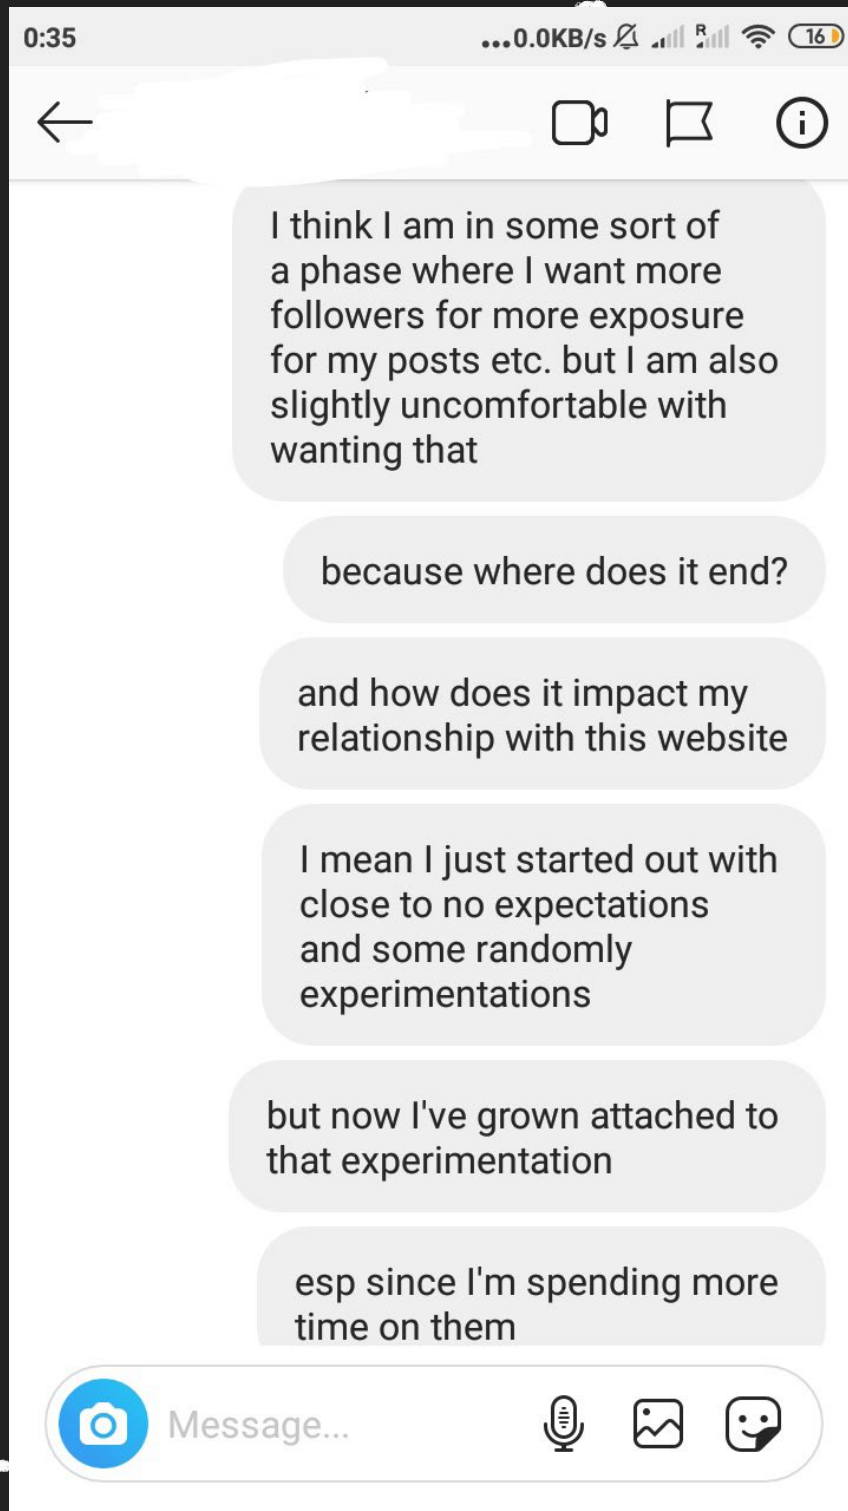 0:35
...0.0KB/s R 16
I think I am in some sort of
a phase where I want more
followers for more exposure
for my posts etc. but I am also
slightly uncomfortable with
wanting that
because where does it end?
and how does it impact my
relationship with this website
I mean I just started out with
close to no expectations
and some randomly
experimentations
but now I've grown attached to
that experimentation
esp since I'm spending more
time on them
Message...